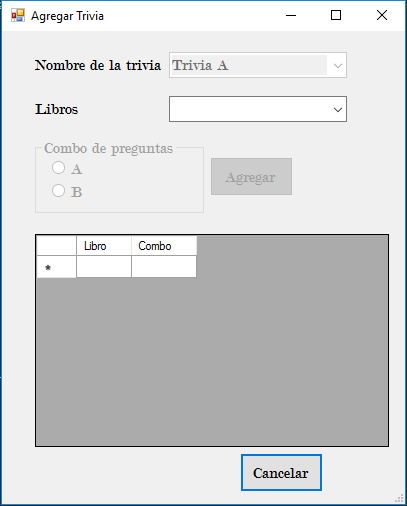 Agregar Trivia
Nombre de la trivia Trivia A
Libros
Combo de preguntas
A
B
Agregar
Libro Combo
*
Cancelar